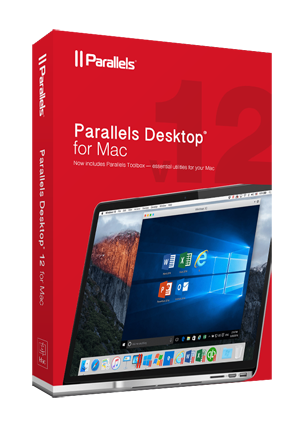 Parallels®
12
Parallels Desktop®
for Mac
Now includes Parallels Toolbox — essential utilities for your Mac
Parallels®
Parallels Desktop® 12 for Mac